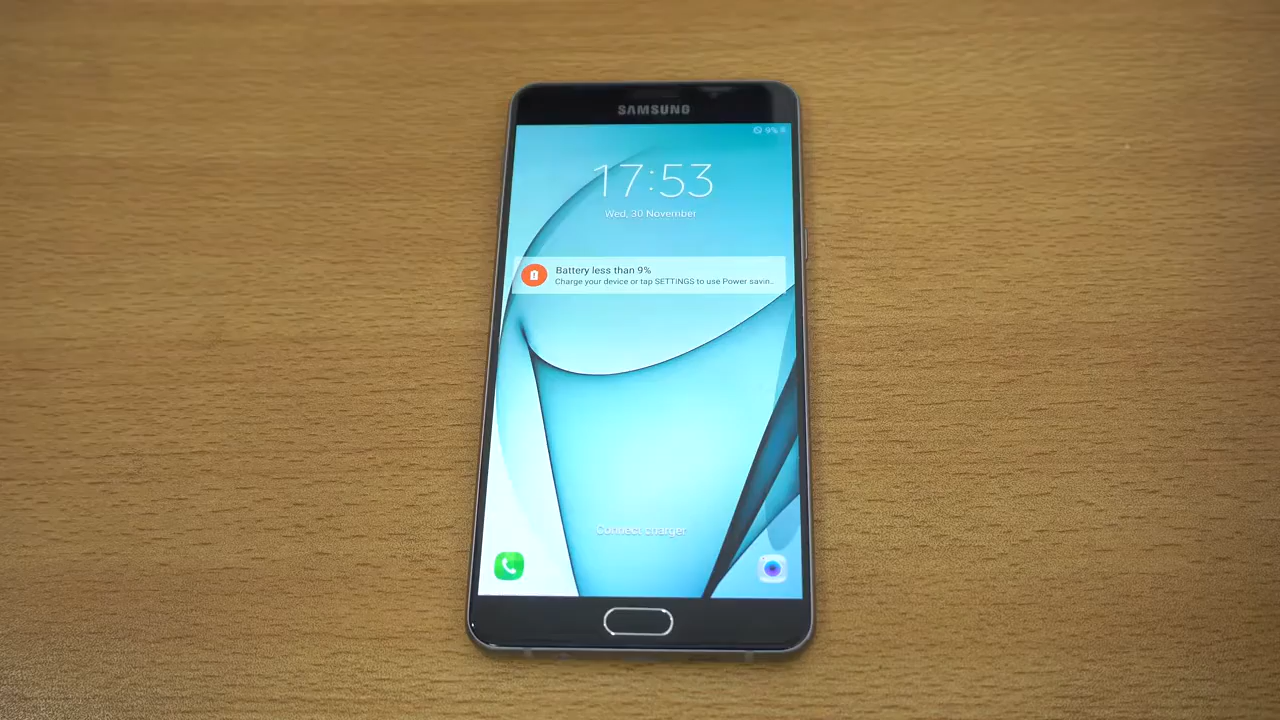 SAMSUNG
9%
17:53
Wed, 30 November
Battery less than 9%
Charge your device or tap SETTINGS to use Power savin..
Connect charger